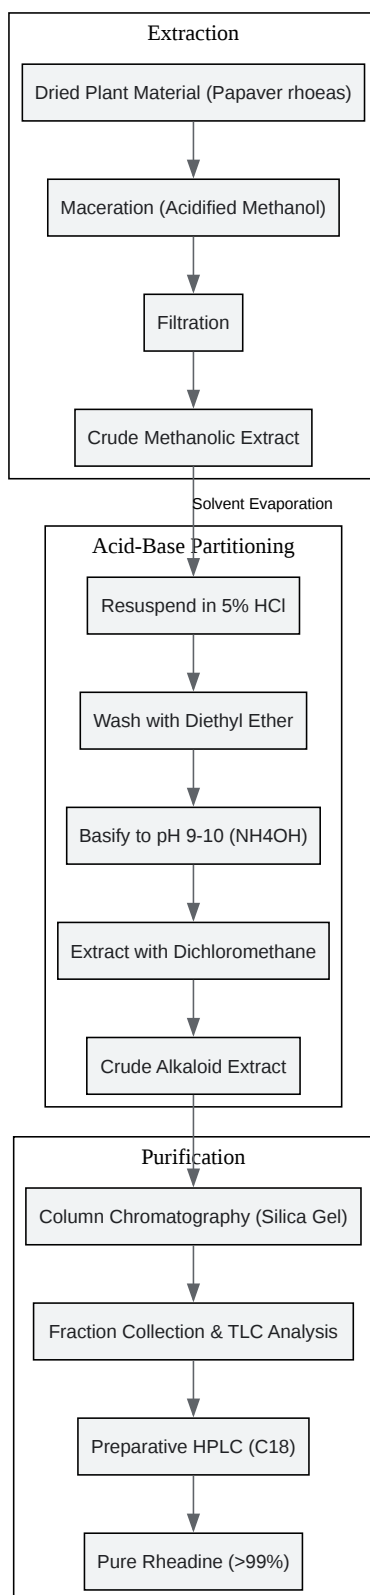 Extraction
Dried Plant Material (Papaver rhoeas)
Maceration (Acidified Methanol)
Filtration
Crude Methanolic Extract
Solvent Evaporation
Acid-Base Partitioning
Resuspend in 5% HCl
Wash with Diethyl Ether
Basify to pH 9-10 (NH4OH)
Extract with Dichloromethane
Crude Alkaloid Extract
Purification
Column Chromatography (Silica Gel)
Fraction Collection & TLC Analysis
Preparative HPLC (C18)
Pure Rheadine (>99%)